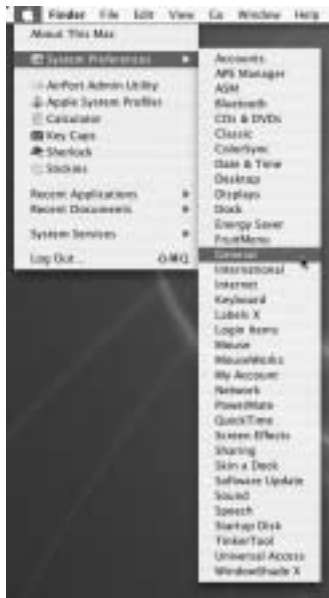 Finder File Edit View Go Window Help
About This Mac
System Preferences
AirPort Admin Utility
Apple System Profiler
Calculator
Key Caps
Sherlock
Stickies
Recent Applications
Recent Documents
System Services
Log Out... ⇧⌘Q
Accounts
APE Manager
ASM
Bluetooth
CDs & DVDs
Classic
ColorSync
Date & Time
Desktop
Displays
Dock
Energy Saver
FruitMenu
General
International
Internet
Keyboard
Labels X
Login Items
Mouse
MouseWorks
My Account
Network
PowerMate
QuickTime
Screen Effects
Sharing
Skin a Dock
Software Update
Sound
Speech
Startup Disk
TinkerTool
Universal Access
WindowShade X